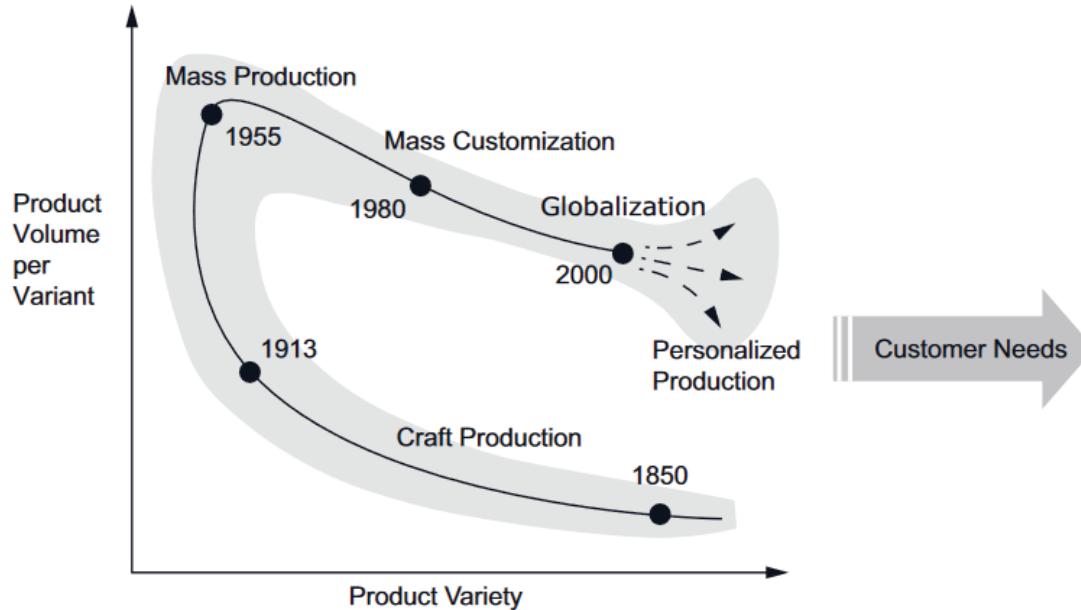 Mass Production
1955
Mass Customization
1980
Globalization
2000
Product
Volume
per
Variant
1913
Personalized
Production
Customer Needs
Craft Production
1850
Product Variety